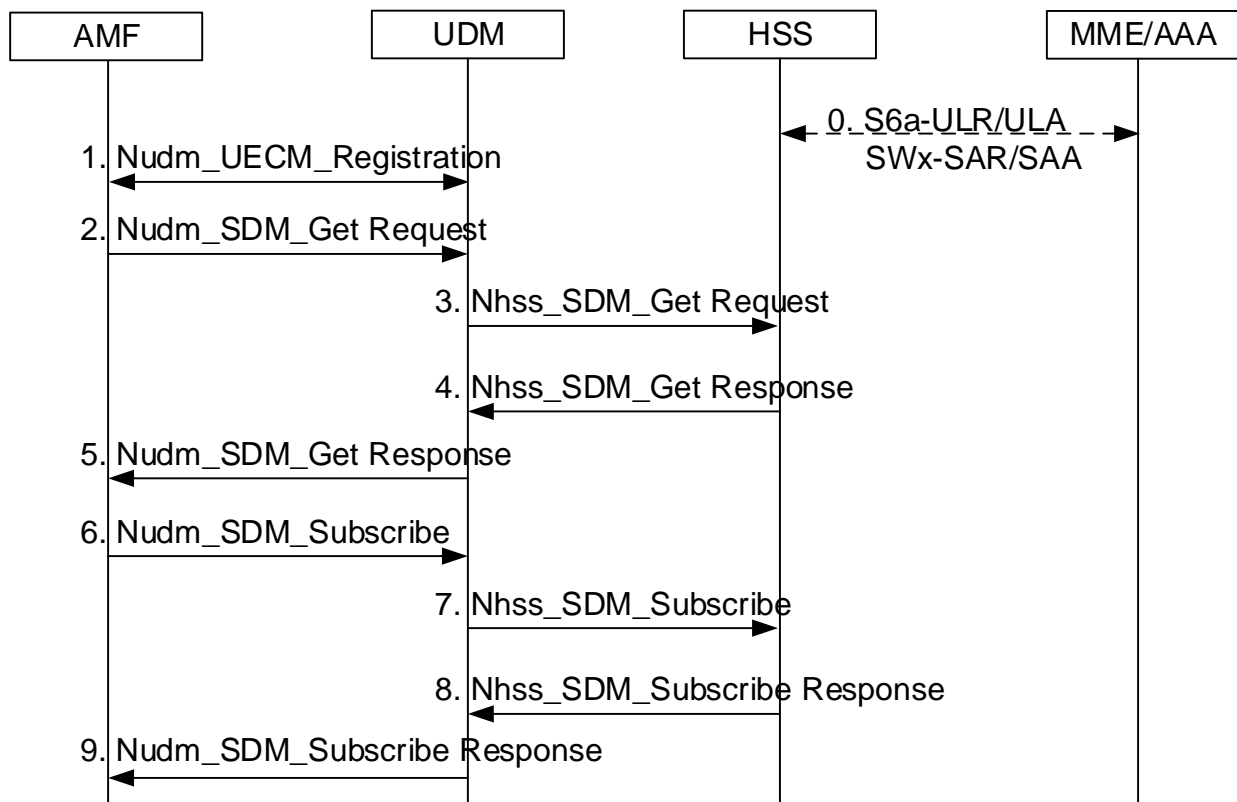 AMF
UDM
HSS
MME/AAA
0. S6a-ULR/ULA
SWx-SAR/SAA
1. Nudm_UECM_Registration
2. Nudm_SDM_Get Request
3. Nhss_SDM_Get Request
4. Nhss_SDM_Get Response
5. Nudm_SDM_Get Response
6. Nudm_SDM_Subscribe
7. Nhss_SDM_Subscribe
8. Nhss_SDM_Subscribe Response
9. Nudm_SDM_Subscribe Response